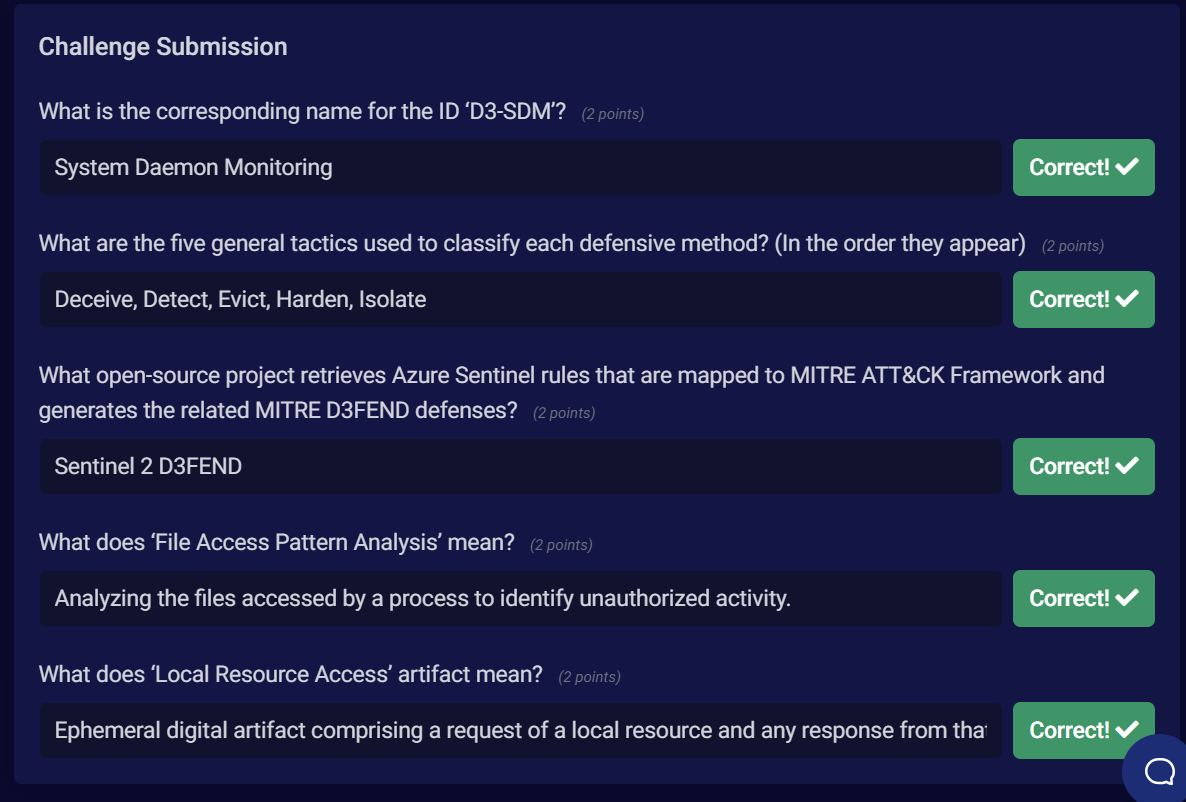 Challenge Submission
What is the corresponding name for the ID ‘D3-SDM’? (2 points)
System Daemon Monitoring
Correct!
What are the five general tactics used to classify each defensive method? (In the order they appear) (2 points)
Deceive, Detect, Evict, Harden, Isolate
Correct!
What open-source project retrieves Azure Sentinel rules that are mapped to MITRE ATT&CK Framework and
generates the related MITRE D3FEND defenses? (2 points)
Sentinel 2 D3FEND
Correct!
What does ‘File Access Pattern Analysis’ mean? (2 points)
Analyzing the files accessed by a process to identify unauthorized activity.
Correct!
What does ‘Local Resource Access’ artifact mean? (2 points)
Ephemeral digital artifact comprising a request of a local resource and any response from
Correct!